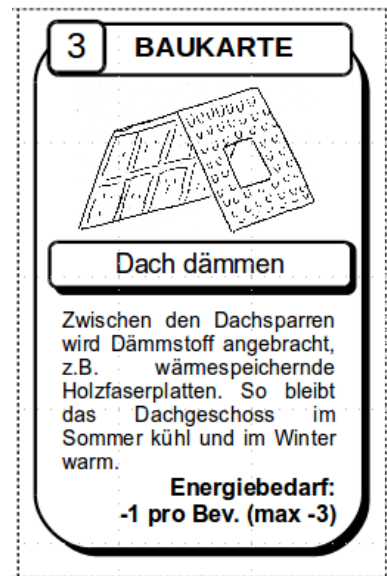 3 BAUKARTE
Dach dämmen
Zwischen den Dachsparren
wird Dämmstoff angebracht,
z.B. wärmespeichernde
Holzfaserplatten. So bleibt
das Dachgeschoss im
Sommer kühl und im Winter
warm.
Energiebedarf:
-1 pro Bev. (max -3)